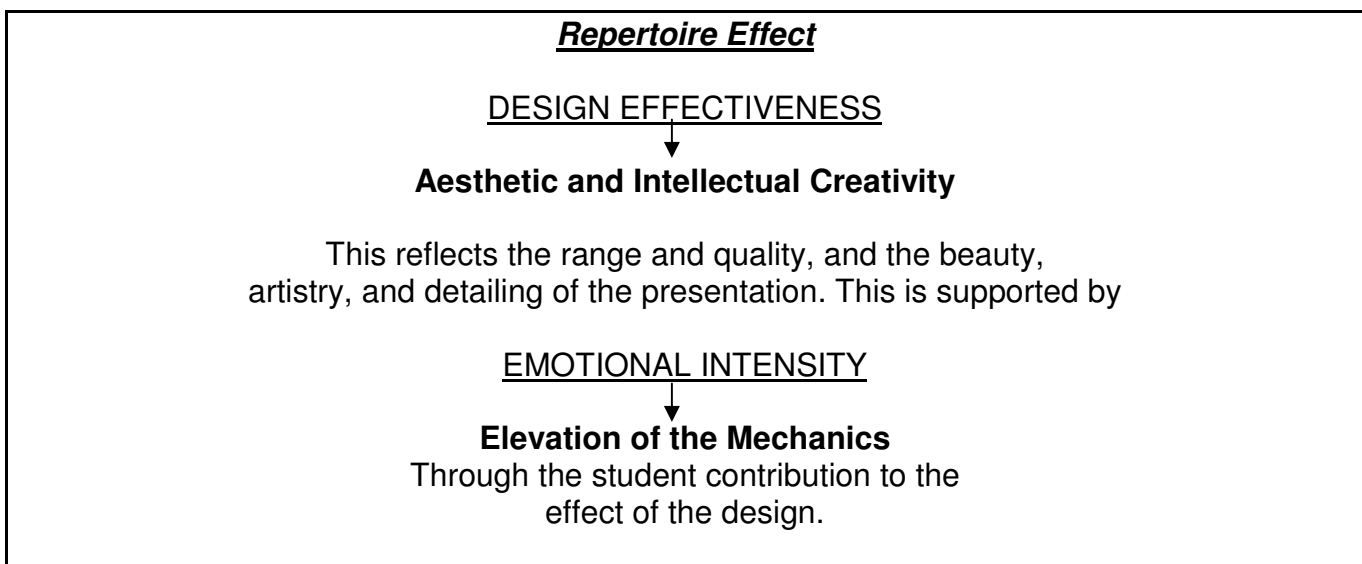 Repertoire Effect
DESIGN EFFECTIVENESS
Aesthetic and Intellectual Creativity
This reflects the range and quality, and the beauty,
artistry, and detailing of the presentation. This is supported by
EMOTIONAL INTENSITY
Elevation of the Mechanics
Through the student contribution to the
effect of the design.